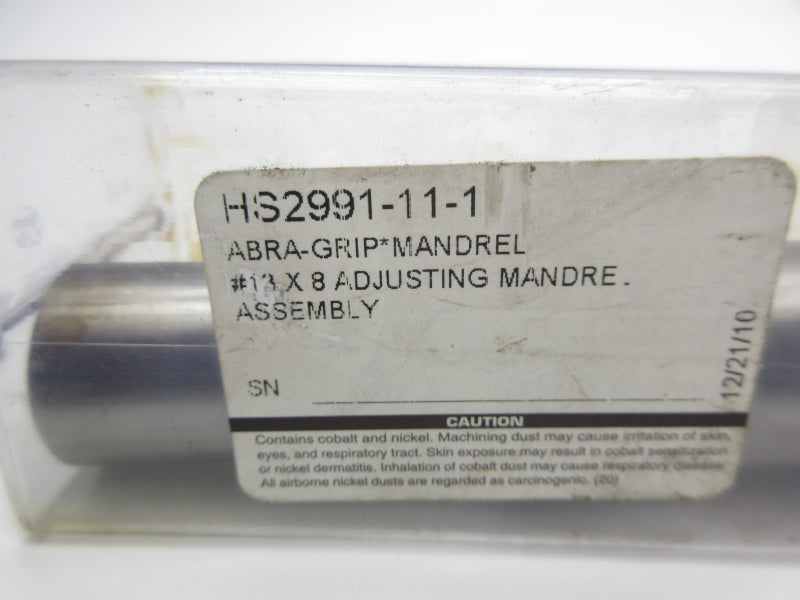 HS2991-11-1
ABRA-GRIP*MANDREL
#13 X 8 ADJUSTING MANDREL
ASSEMBLY
SN
12/21/10
CAUTION
Contains cobalt and nickel. Machining dust may cause irritation of skin,
eyes, and respiratory tract. Skin exposure may result in cobalt sensitization
or nickel dermatitis. Inhalation of cobalt dust may cause respiratory disease.
All airborne nickel dusts are regarded as carcinogenic. (20)